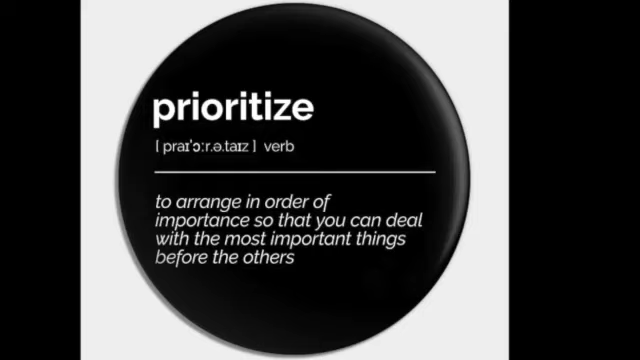 prioritize
[ praɪˈɔːr.ə.taɪz ] verb
to arrange in order of
importance so that you can deal
with the most important things
before the others